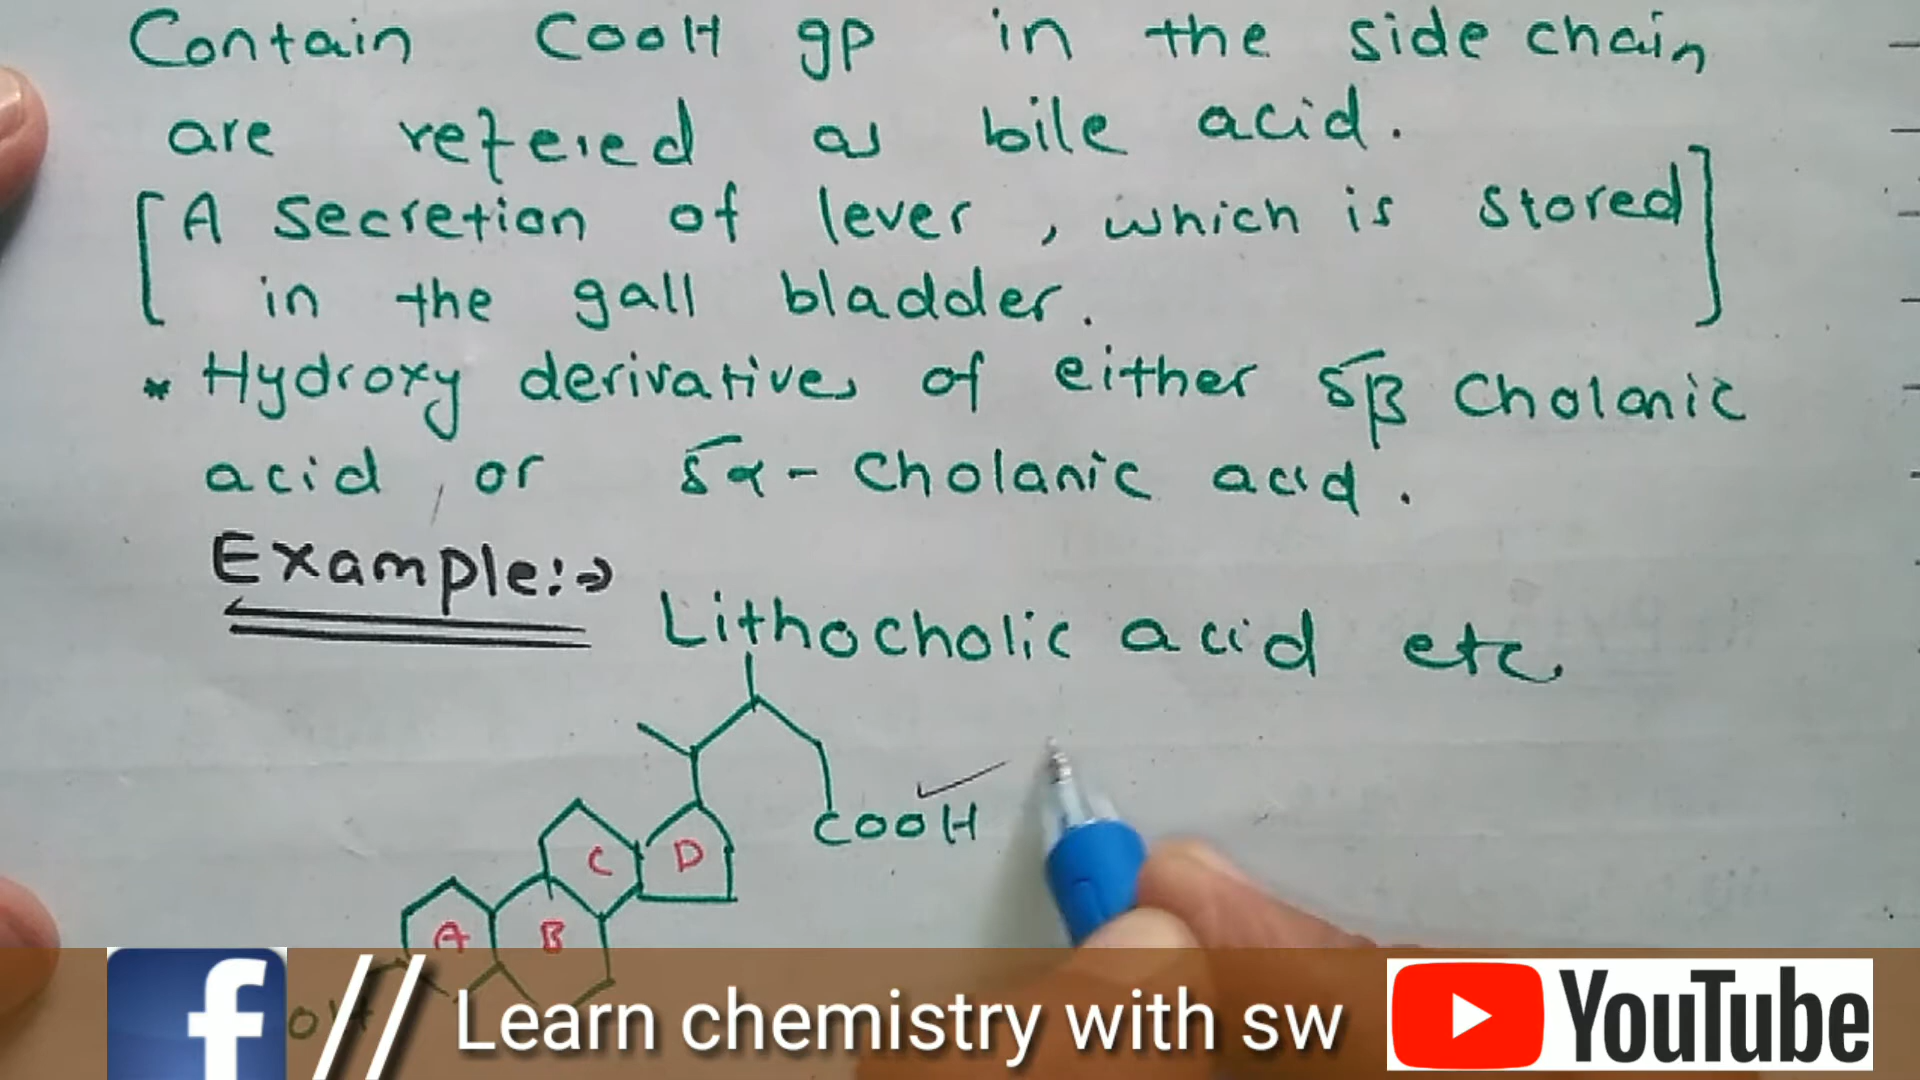 Contain COOH gp in the side chain
are refered as bile acid.
[A secretion of lever, which is stored]
in the gall bladder.
* Hydroxy derivatives of either 5β Cholanic
acid, or 5α - Cholanic acid.
Example:→
Lithocholic acid etc.
COOH
C D
A B
OH
f // Learn chemistry with sw YouTube